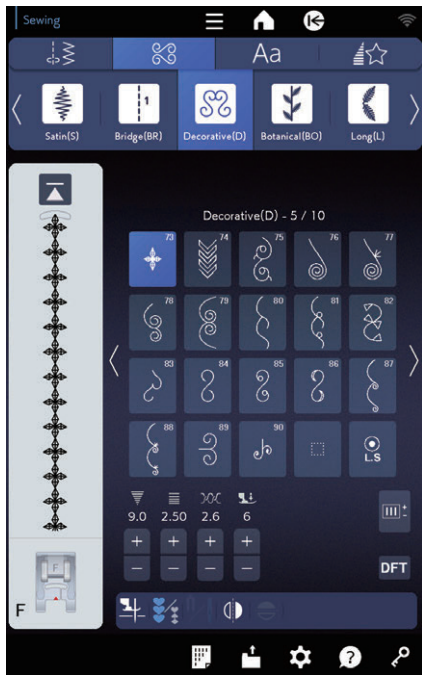 Sewing
Aa
Satin(S) Bridge(BR) Decorative(D) Botanical(BO) Long(L)
1
Decorative(D) - 5 / 10
73 74 75 76 77
78 79 80 81 82
83 84 85 86 87
88 89 90 L.S
9.0 2.50 2.6 6
+ + + +
− − − −
DFT
F
F
?